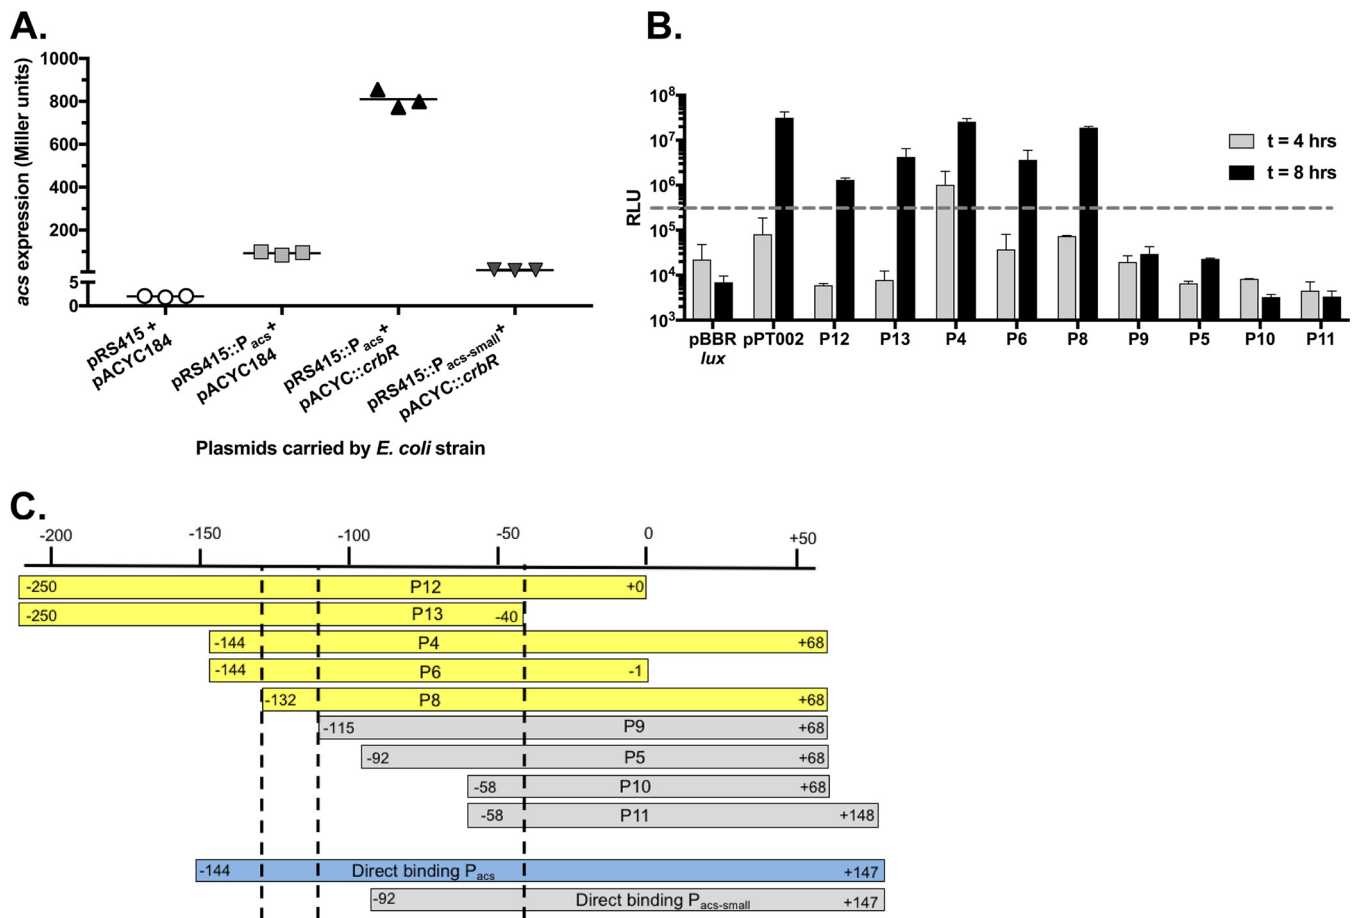 A.
1000
800
600
400
200
5
0
acs expression (Miller units)
pRS415 +
pACYC184
pRS415::Pacs+
pACYC184
pRS415::Pacs+
pACYC::crbR
pRS415::Pacs-small+
pACYC::crbR
Plasmids carried by E. coli strain
B.
10^8
10^7
10^6
10^5
10^4
10^3
RLU
t = 4 hrs
t = 8 hrs
pBBR pPT002 P12 P13 P4 P6 P8 P9 P5 P10 P11
lux
C.
-200 -150 -100 -50 0 +50
-250 P12 +0
-250 P13 -40
-144 P4 +68
-144 P6 -1
-132 P8 +68
-115 P9 +68
-92 P5 +68
-58 P10 +68
-58 P11 +148
-144 Direct binding Pacs +147
-92 Direct binding Pacs-small +147